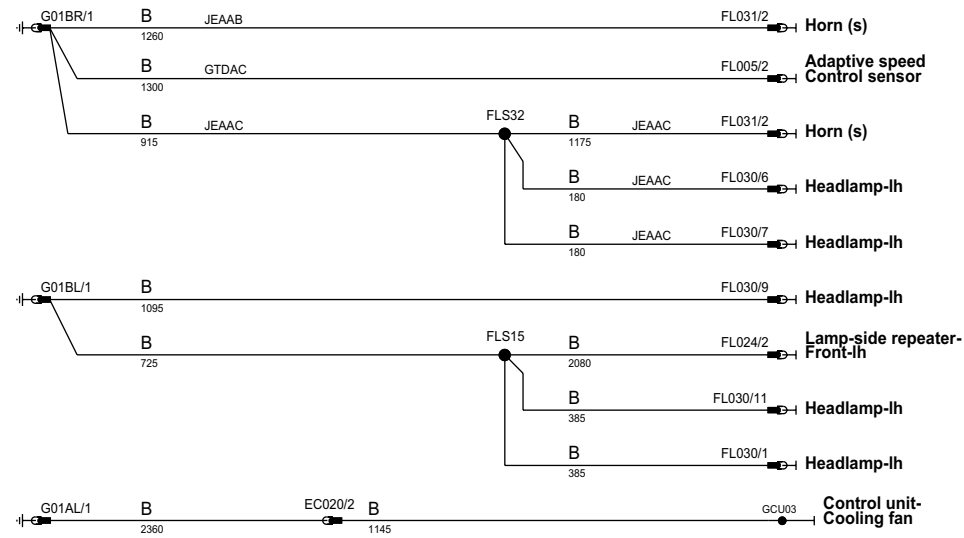 G01BR/1 B JEAAB FL031/2 Horn (s)
1260
B GTDAC FL005/2 Adaptive speed
1300 Control sensor
B JEAAC FLS32 B JEAAC FL031/2 Horn (s)
915 1175
B JEAAC FL030/6 Headlamp-lh
180
B JEAAC FL030/7 Headlamp-lh
180
G01BL/1 B FL030/9 Headlamp-lh
1095
B FLS15 B FL024/2 Lamp-side repeater-
725 2080 Front-lh
B FL030/11 Headlamp-lh
385
B FL030/1 Headlamp-lh
385
G01AL/1 B EC020/2 B GCU03 Control unit-
2360 1145 Cooling fan